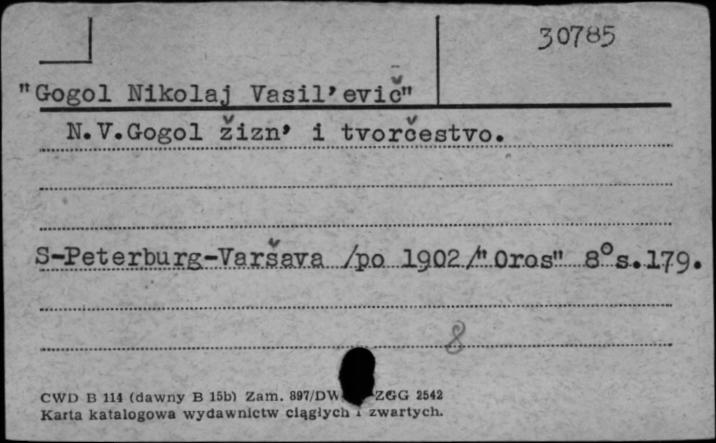 30785
"Gogol Nikolaj Vasil'evič"
N.V.Gogol žizn' i tvorčestvo.
S-Peterburg-Varšava /po 1902/"Oros" 8°s.179.
8
CWD B 114 (dawny B 15b) Zam. 897/DW ZGG 2542
Karta katalogowa wydawnictw ciągłych i zwartych.